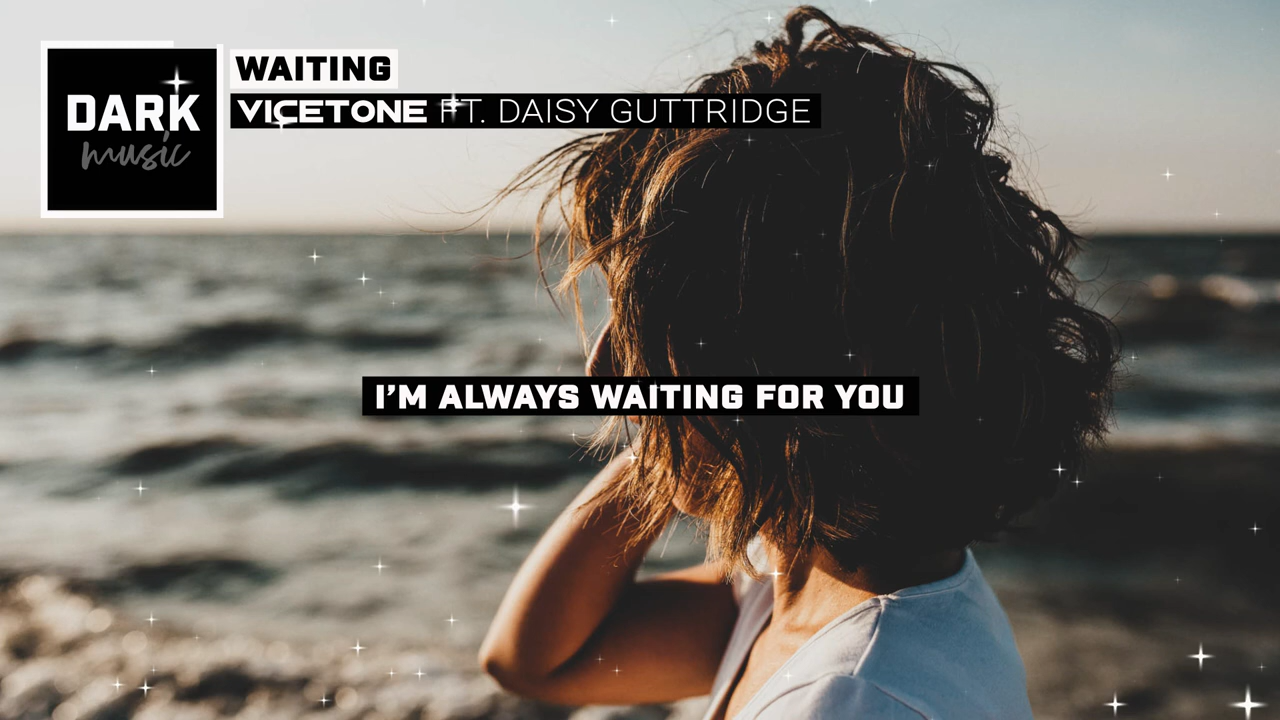 DARK
music
WAITING
VICETONE FT. DAISY GUTTRIDGE
I'M ALWAYS WAITING FOR YOU